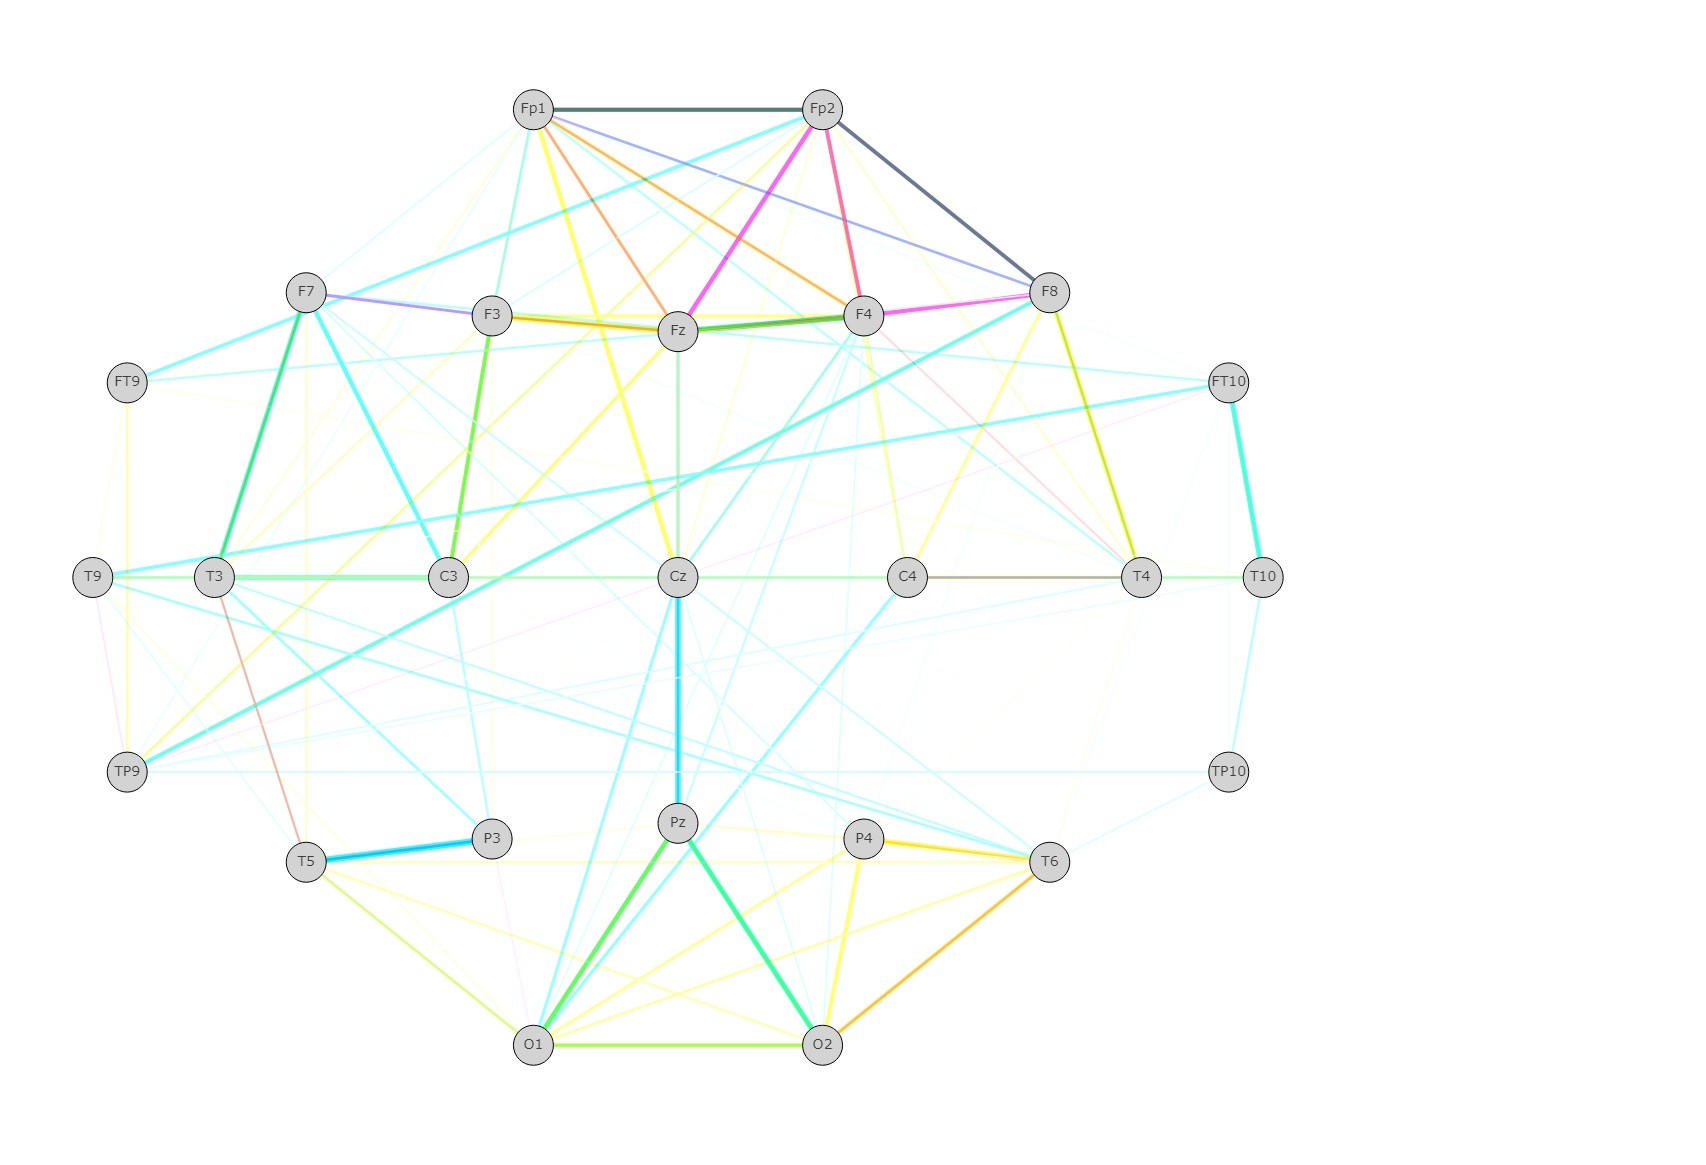 Fp1 Fp2
F7 F8
F3 Fz F4
FT9 FT10
T9 T3 C3 Cz C4 T4 T10
TP9 TP10
Pz
P3 P4
T5 T6
O1 O2